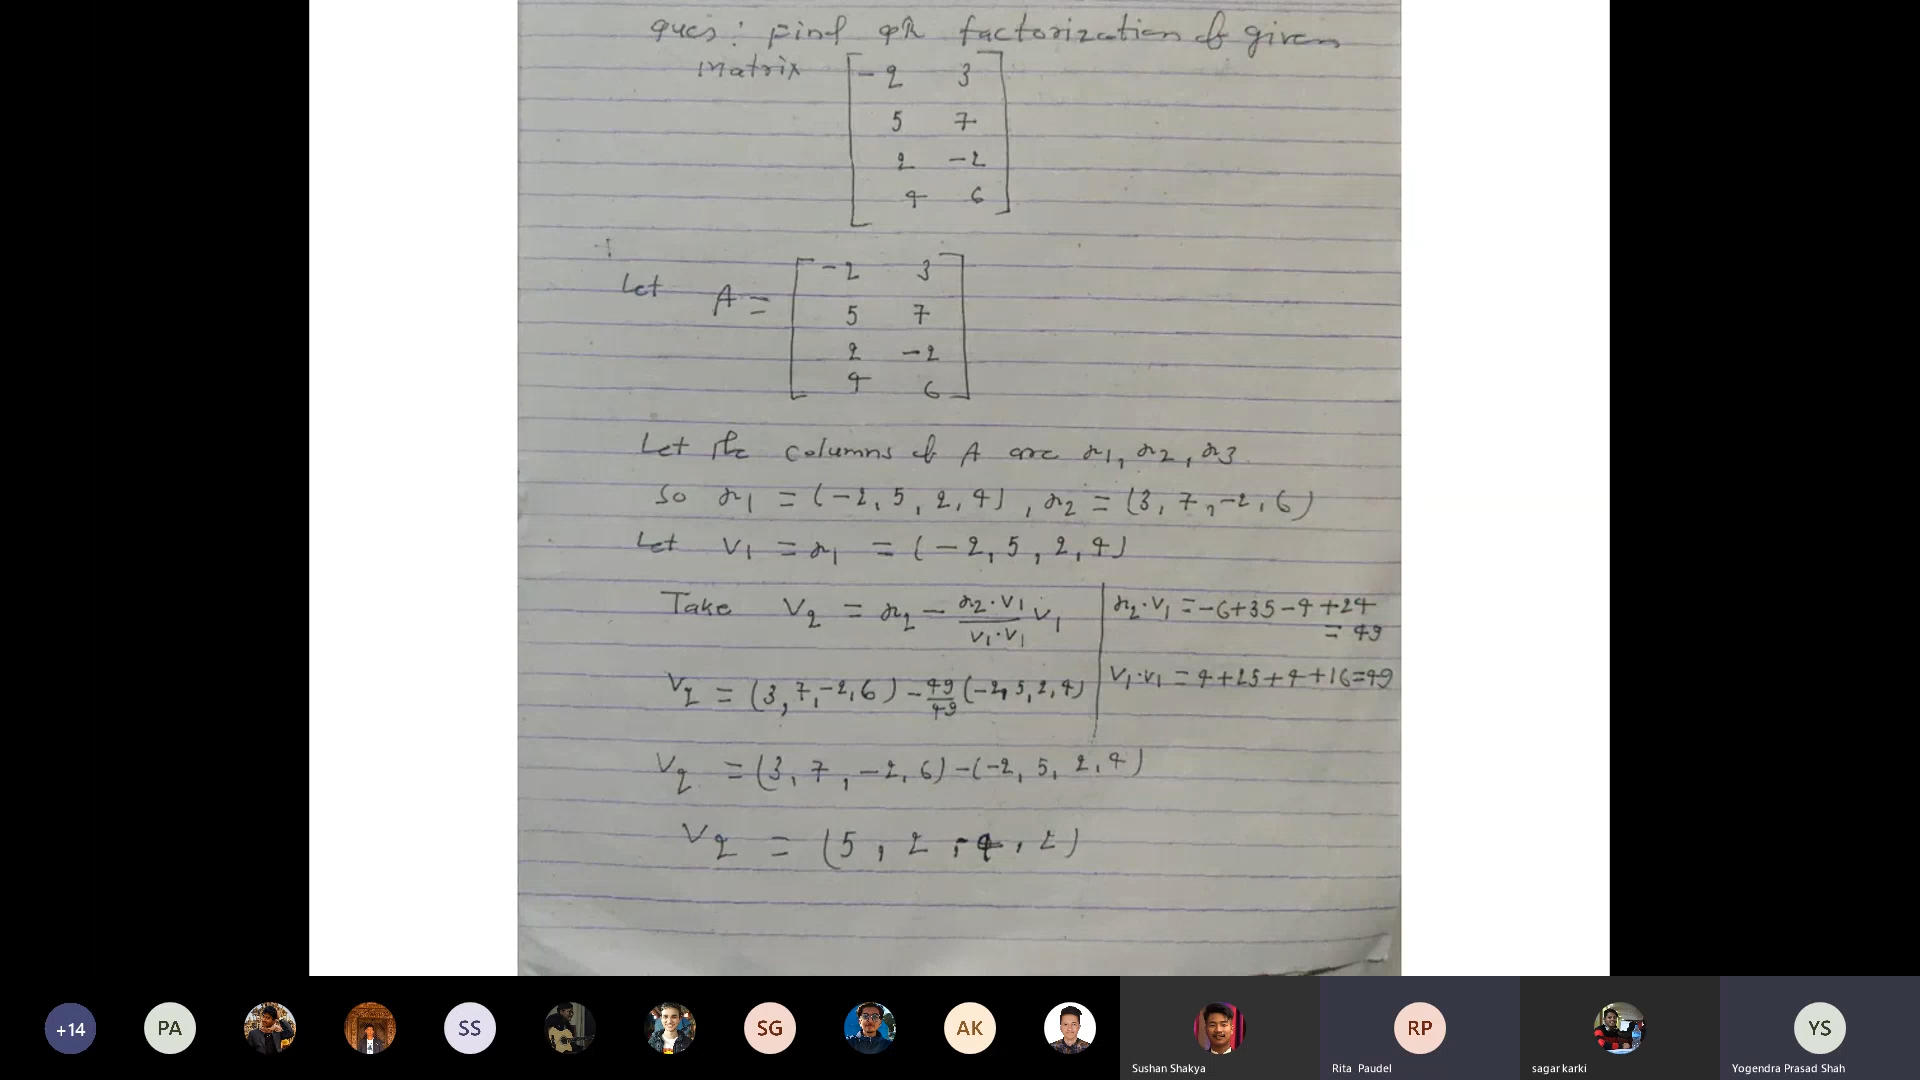 ques: Find QR factorization of given
matrix [ -2 3
5 7
2 -2
4 6 ]
Let A = [ -2 3
5 7
2 -2
4 6 ]
Let the columns of A are x1, x2, x3
So x1 = (-2, 5, 2, 4), x2 = (3, 7, -2, 6)
Let V1 = x1 = (-2, 5, 2, 4)
Take V2 = x2 - x2·V1/V1·V1 V1
x2·V1 = -6+35-4+24
= 49
V2 = (3, 7, -2, 6) - 49/49 (-2, 5, 2, 4)
V1·V1 = 4+25+4+16=49
V2 = (3, 7, -2, 6) - (-2, 5, 2, 4)
V2 = (5, 2, -4, 2)
+14 PA SS SG AK RP YS
Sushan Shakya Rita Paudel sagar karki Yogendra Prasad Shah